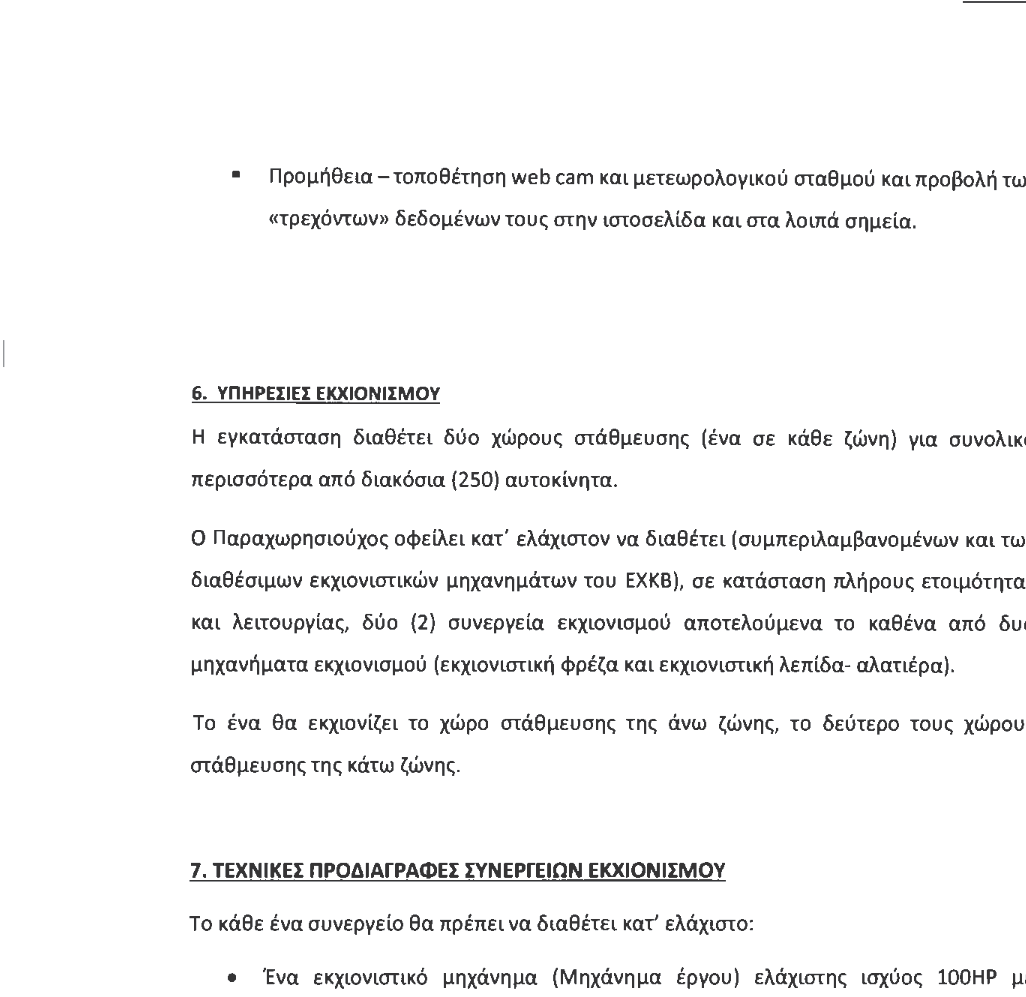 ▪ Προμήθεια – τοποθέτηση web cam και μετεωρολογικού σταθμού και προβολή τω
«τρεχόντων» δεδομένων τους στην ιστοσελίδα και στα λοιπά σημεία.
6. ΥΠΗΡΕΣΙΕΣ ΕΚΧΙΟΝΙΣΜΟΥ
Η εγκατάσταση διαθέτει δύο χώρους στάθμευσης (ένα σε κάθε ζώνη) για συνολικ
περισσότερα από διακόσια (250) αυτοκίνητα.
Ο Παραχωρησιούχος οφείλει κατ’ ελάχιστον να διαθέτει (συμπεριλαμβανομένων και τω
διαθέσιμων εκχιονιστικών μηχανημάτων του ΕΧΚΒ), σε κατάσταση πλήρους ετοιμότητα
και λειτουργίας, δύο (2) συνεργεία εκχιονισμού αποτελούμενα το καθένα από δυο
μηχανήματα εκχιονισμού (εκχιονιστική φρέζα και εκχιονιστική λεπίδα- αλατιέρα).
Το ένα θα εκχιονίζει το χώρο στάθμευσης της άνω ζώνης, το δεύτερο τους χώρου
στάθμευσης της κάτω ζώνης.
7. ΤΕΧΝΙΚΕΣ ΠΡΟΔΙΑΓΡΑΦΕΣ ΣΥΝΕΡΓΕΙΩΝ ΕΚΧΙΟΝΙΣΜΟΥ
Το κάθε ένα συνεργείο θα πρέπει να διαθέτει κατ’ ελάχιστο:
• Ένα εκχιονιστικό μηχάνημα (Μηχάνημα έργου) ελάχιστης ισχύος 100HP με